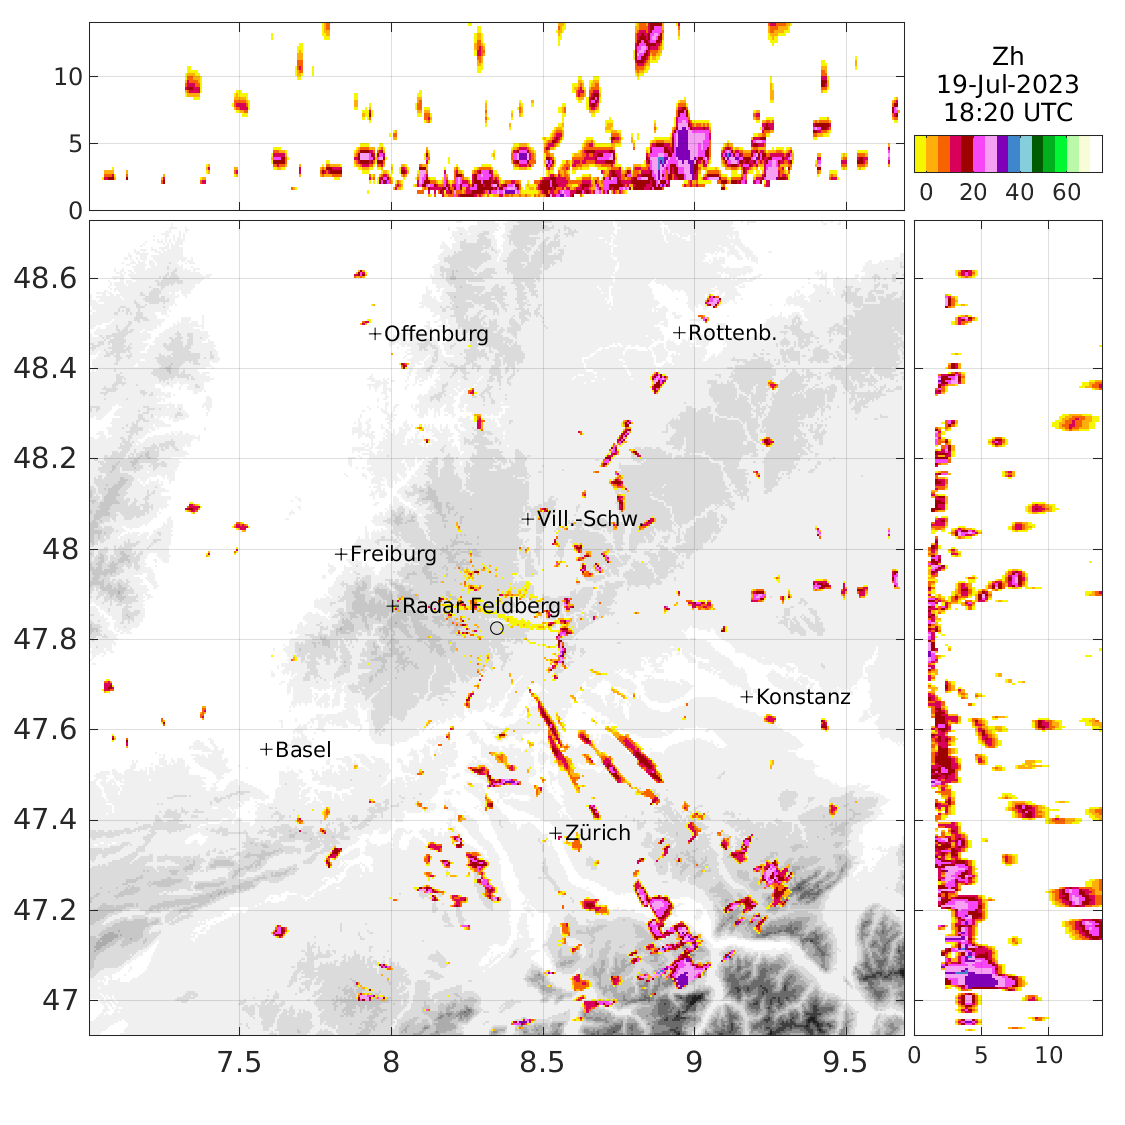 10
5
0
Zh
19-Jul-2023
18:20 UTC
0 20 40 60
48.6
48.4
48.2
48
47.8
47.6
47.4
47.2
47
+Offenburg
+Rottenb.
+Vill.-Schw.
+Freiburg
+Radar Feldberg
+Konstanz
+Basel
+Zürich
7.5 8 8.5 9 9.5
0 5 10